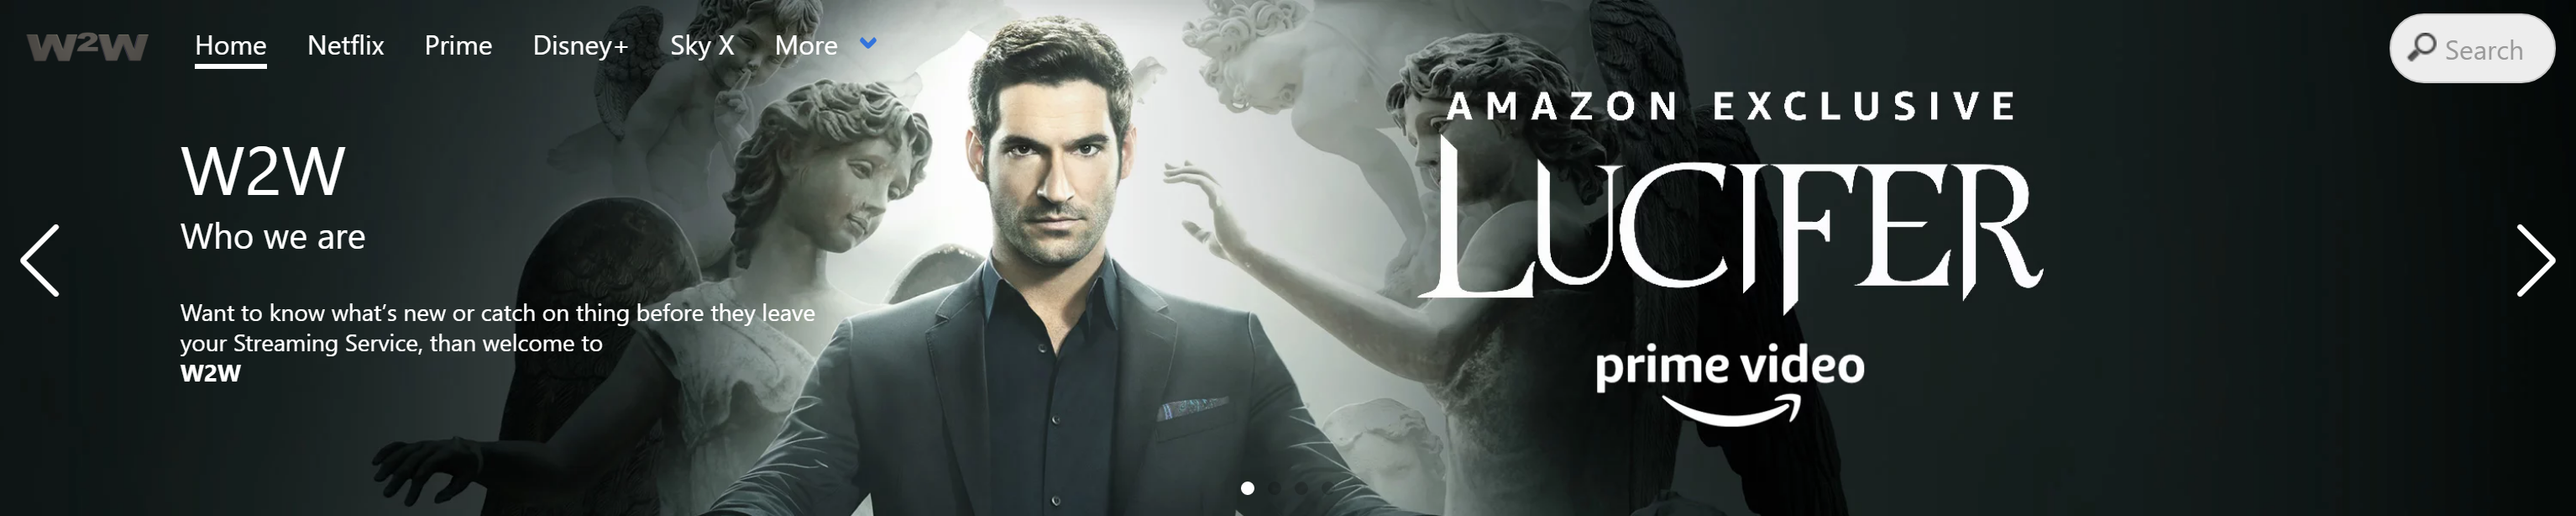 W2W
Home Netflix Prime Disney+ Sky X More
Search
AMAZON EXCLUSIVE
LUCIFER
prime video
W2W
Who we are
Want to know what’s new or catch on thing before they leave
your Streaming Service, than welcome to
W2W